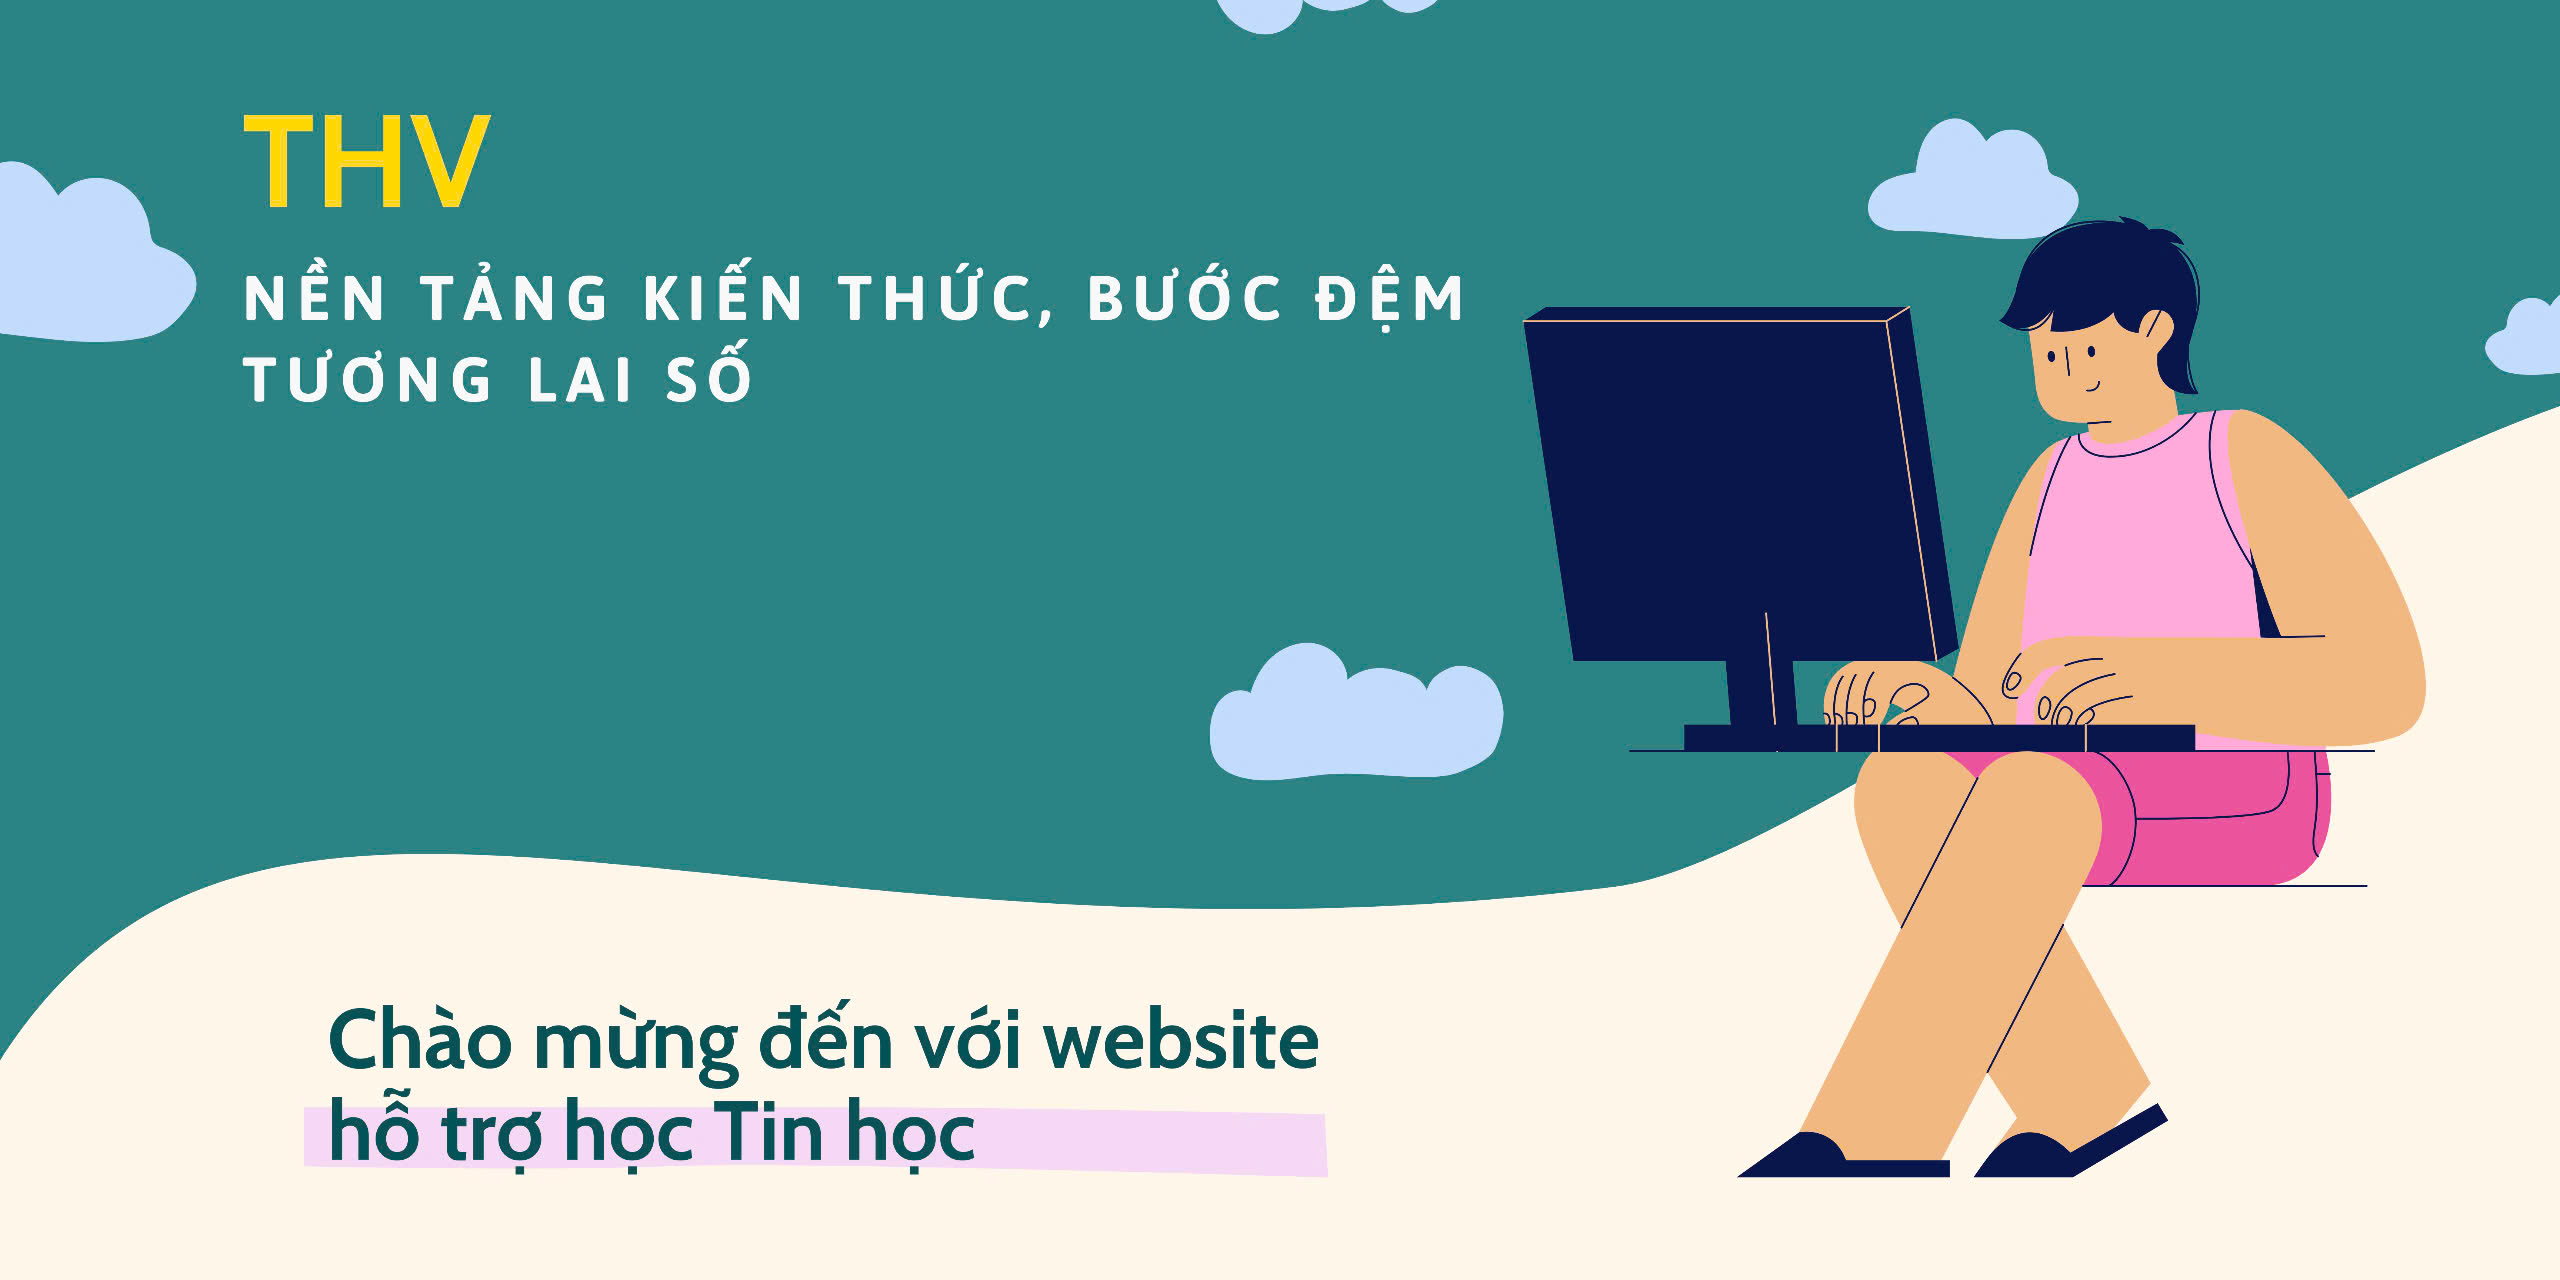 THV
NỀN TẢNG KIẾN THỨC, BƯỚC ĐỆM
TƯƠNG LAI SỐ
Chào mừng đến với website
hỗ trợ học Tin học